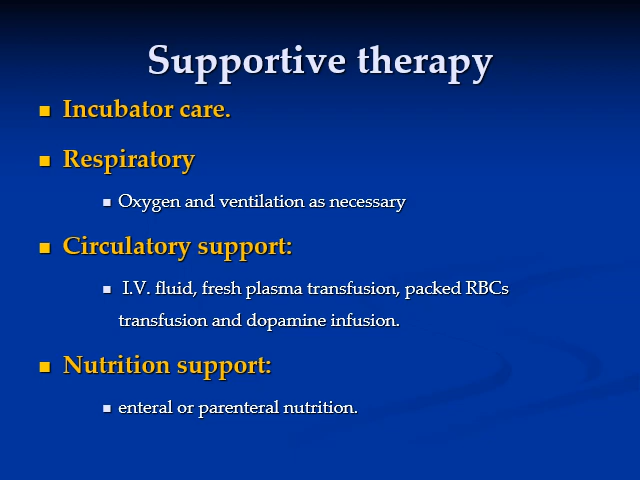 Supportive therapy
Incubator care.
Respiratory
Oxygen and ventilation as necessary
Circulatory support:
I.V. fluid, fresh plasma transfusion, packed RBCs
transfusion and dopamine infusion.
Nutrition support:
enteral or parenteral nutrition.